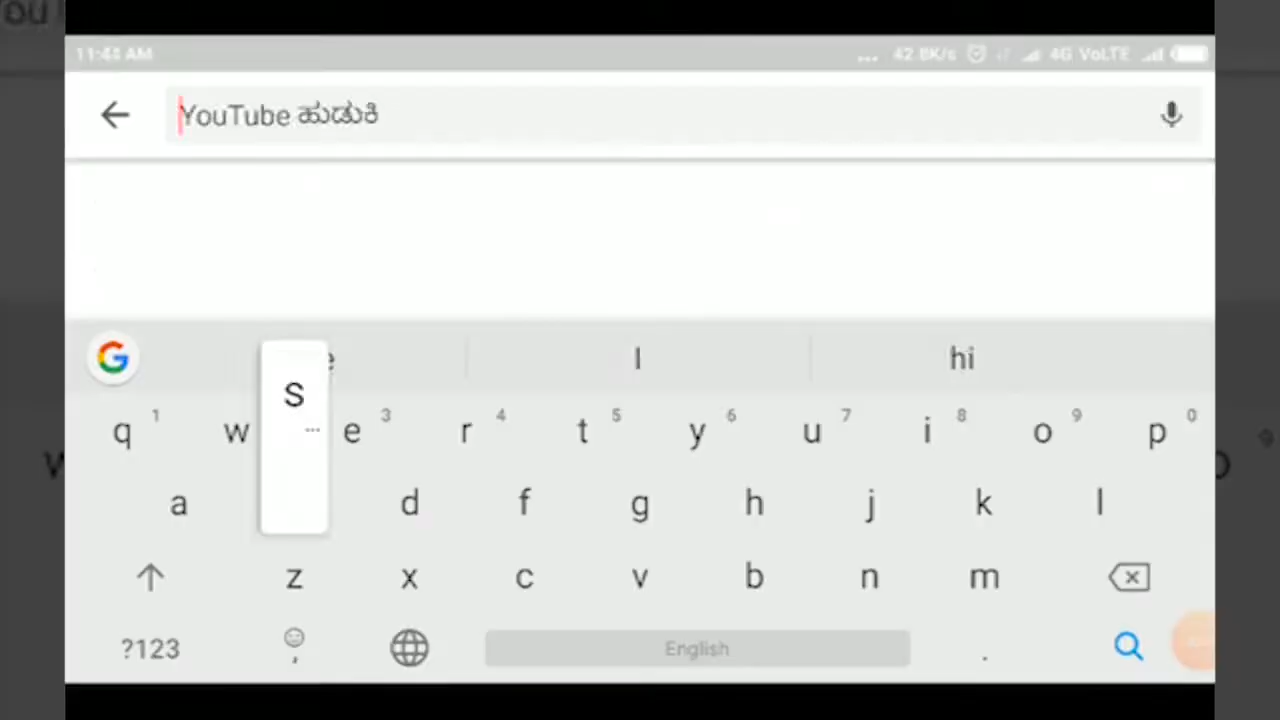 11:44 AM ... 42.8K/s 4G VoLTE
YouTube ಹುಡುಕಿ
S I hi
q 1 w e 3 r 4 t 5 y 6 u 7 i 8 o 9 p 0
a d f g h j k l
z x c v b n m
?123 , English .